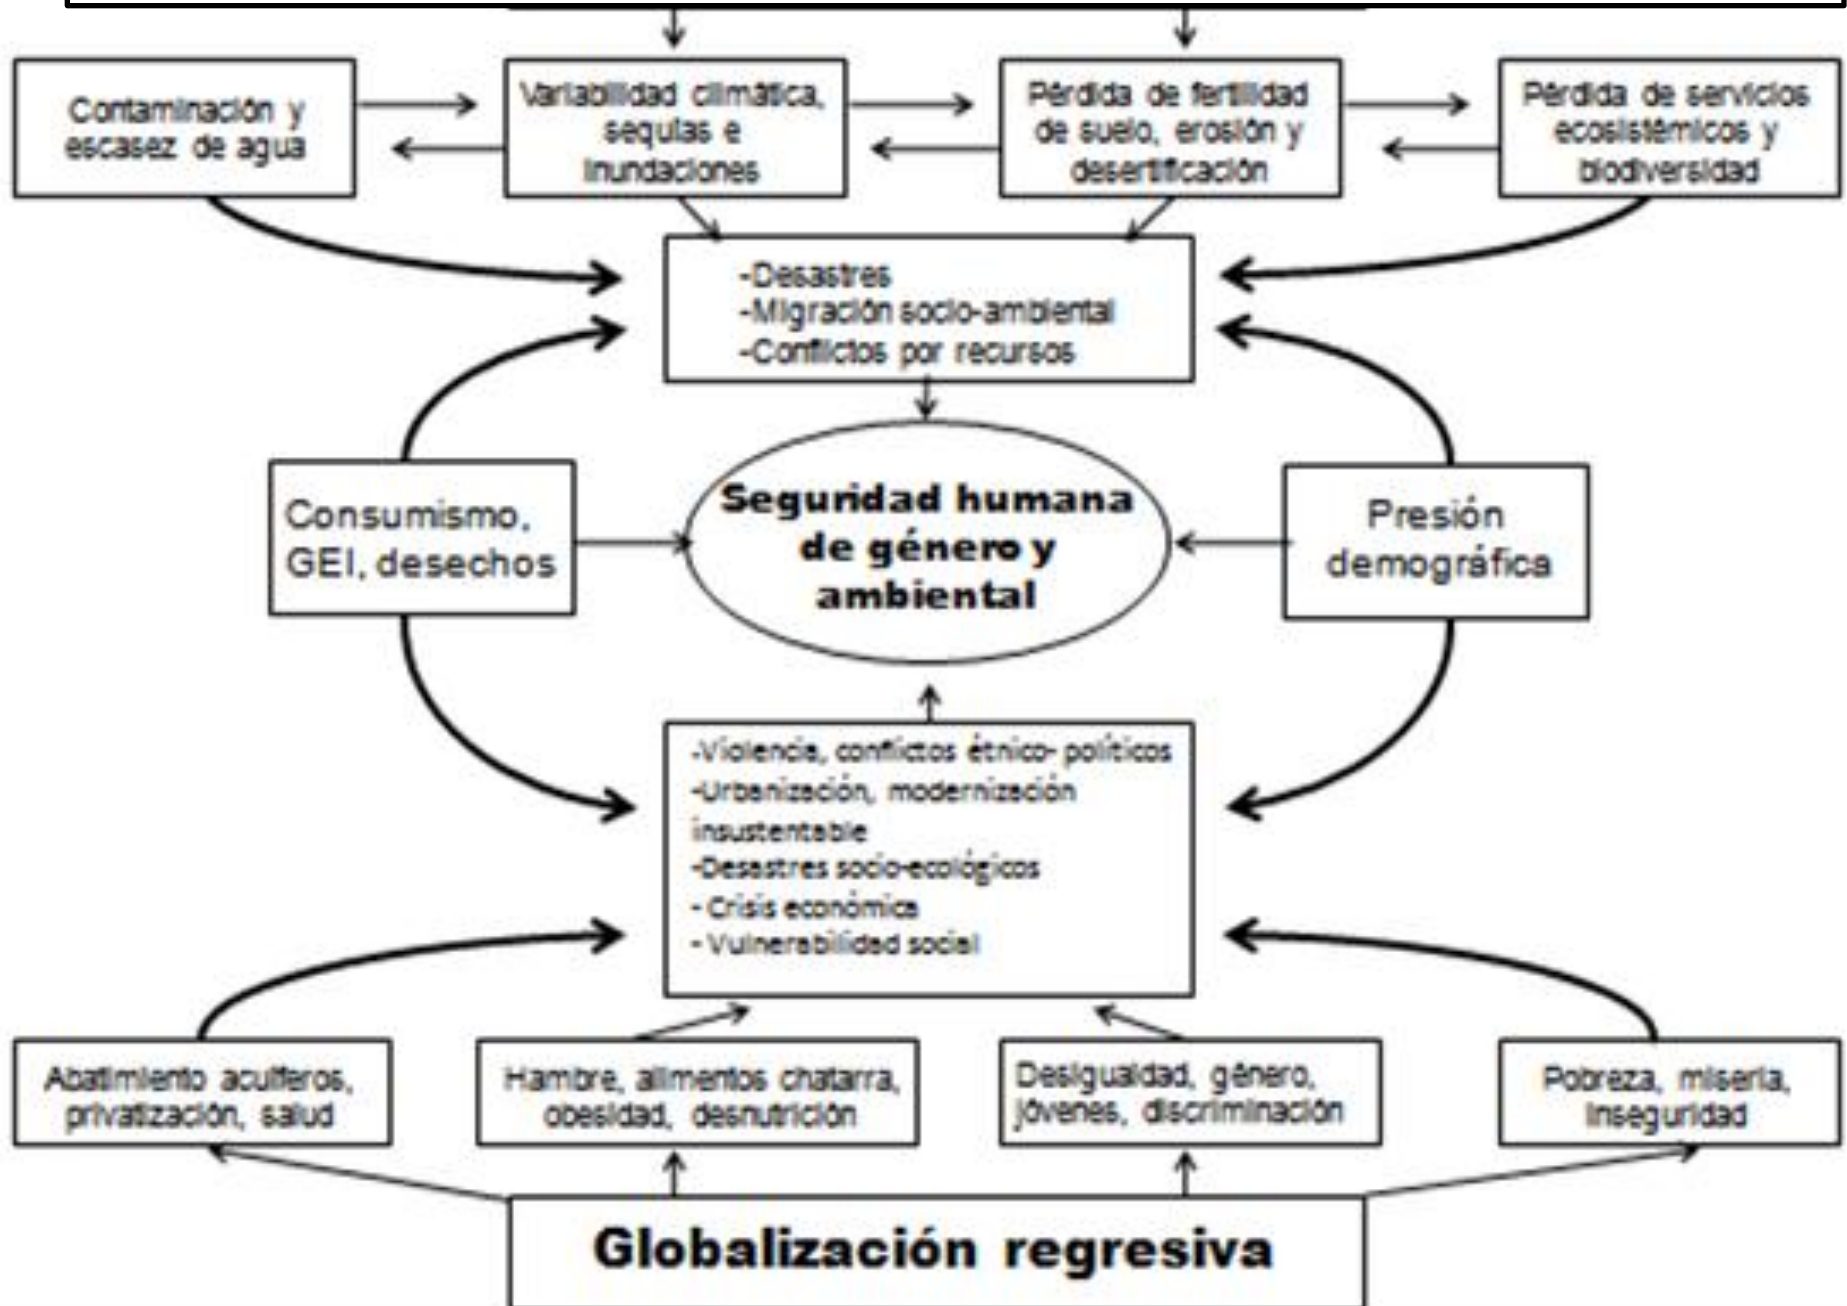 Contaminación y
escasez de agua
Variabilidad climática,
sequías e
inundaciones
Pérdida de fertilidad
de suelo, erosión y
desertificación
Pérdida de servicios
ecosistémicos y
biodiversidad
-Desastres
-Migración socio-ambiental
-Conflictos por recursos
Consumismo,
GEI, desechos
Seguridad humana
de género y
ambiental
Presión
demográfica
-Violencia, conflictos étnico- políticos
-Urbanización, modernización
insustentable
-Desastres socio-ecológicos
- Crisis económica
- Vulnerabilidad social
Abatimiento acuíferos,
privatización, salud
Hambre, alimentos chatarra,
obesidad, desnutrición
Desigualdad, género,
jóvenes, discriminación
Pobreza, miseria,
inseguridad
Globalización regresiva